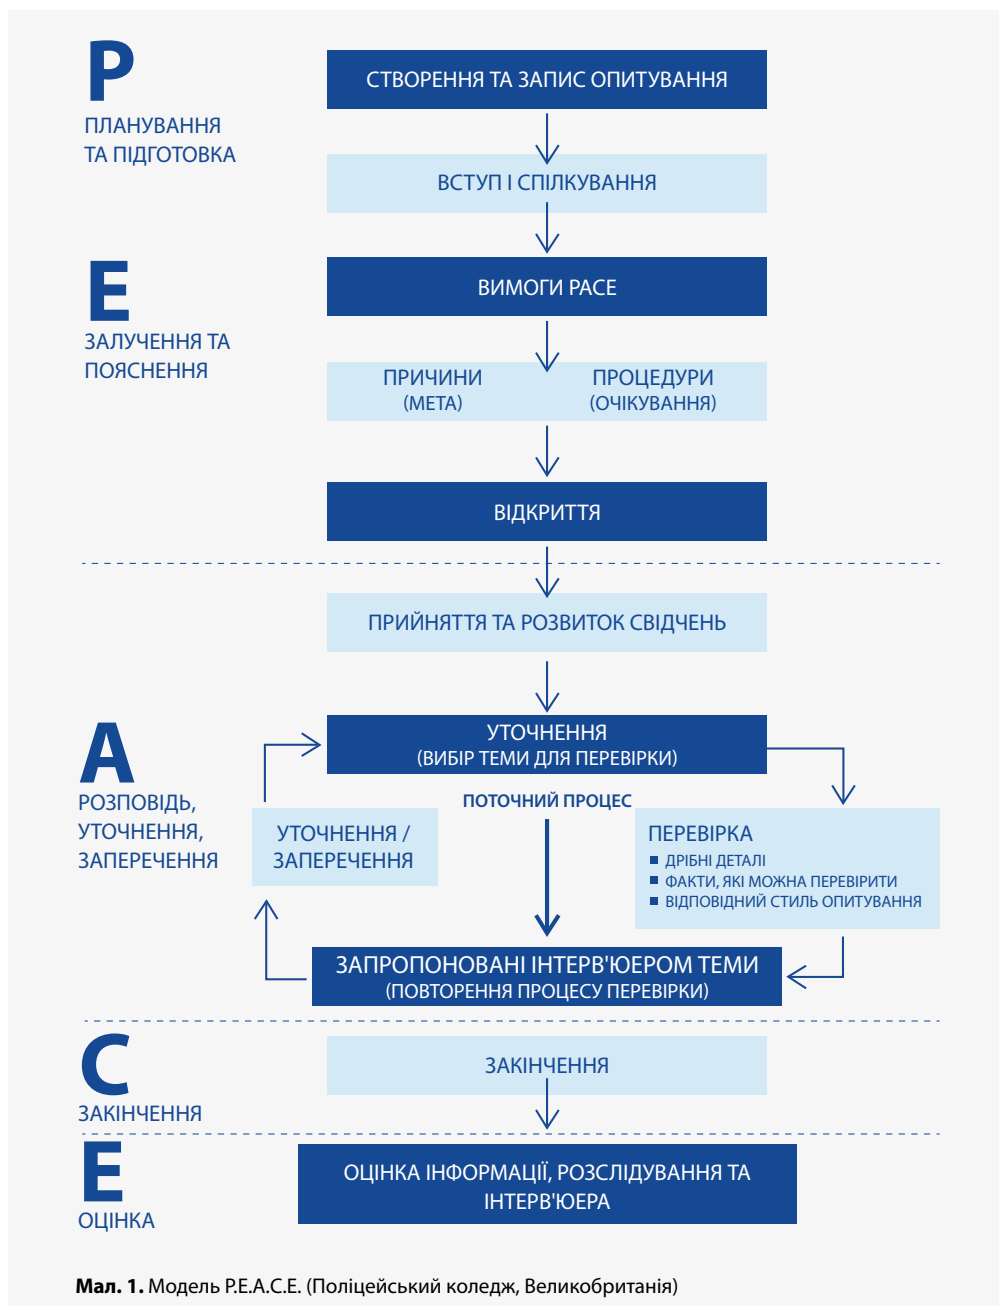 P
ПЛАНУВАННЯ
ТА ПІДГОТОВКА
СТВОРЕННЯ ТА ЗАПИС ОПИТУВАННЯ
ВСТУП І СПІЛКУВАННЯ
E
ЗАЛУЧЕННЯ ТА
ПОЯСНЕННЯ
ВИМОГИ PACE
ПРИЧИНИ
(МЕТА)
ПРОЦЕДУРИ
(ОЧІКУВАННЯ)
ВІДКРИТТЯ
ПРИЙНЯТТЯ ТА РОЗВИТОК СВІДЧЕНЬ
A
РОЗПОВІДЬ,
УТОЧНЕННЯ,
ЗАПЕРЕЧЕННЯ
УТОЧНЕННЯ
(ВИБІР ТЕМИ ДЛЯ ПЕРЕВІРКИ)
ПОТОЧНИЙ ПРОЦЕС
УТОЧНЕННЯ /
ЗАПЕРЕЧЕННЯ
ПЕРЕВІРКА
ДРІБНІ ДЕТАЛІ
ФАКТИ, ЯКІ МОЖНА ПЕРЕВІРИТИ
ВІДПОВІДНИЙ СТИЛЬ ОПИТУВАННЯ
ЗАПРОПОНОВАНІ ІНТЕРВ'ЮЕРОМ ТЕМИ
(ПОВТОРЕННЯ ПРОЦЕСУ ПЕРЕВІРКИ)
C
ЗАКІНЧЕННЯ
ЗАКІНЧЕННЯ
E
ОЦІНКА
ОЦІНКА ІНФОРМАЦІЇ, РОЗСЛІДУВАННЯ ТА
ІНТЕРВ'ЮЕРА
Мал. 1. Модель P.E.A.C.E. (Поліцейський коледж, Великобританія)